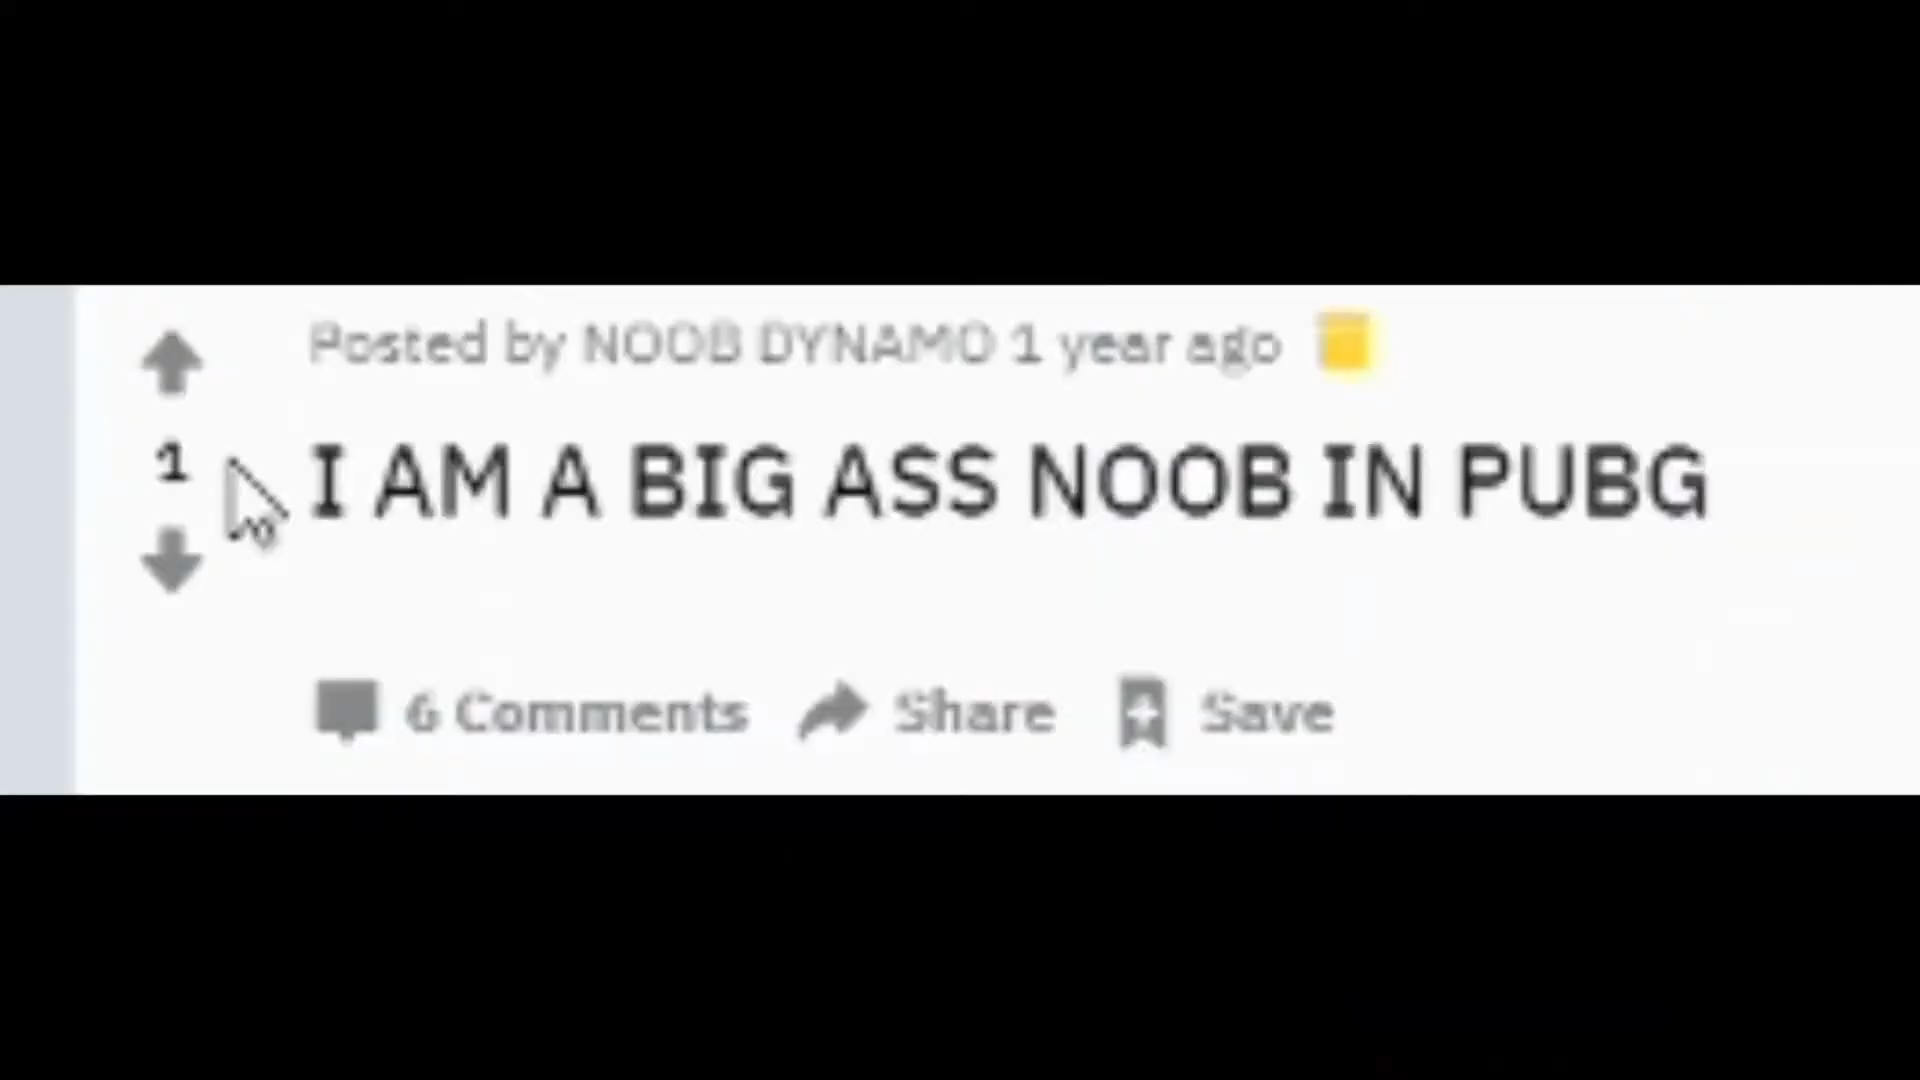 Posted by NOOB DYNAMO 1 year ago
1
I AM A BIG ASS NOOB IN PUBG
6 Comments Share Save